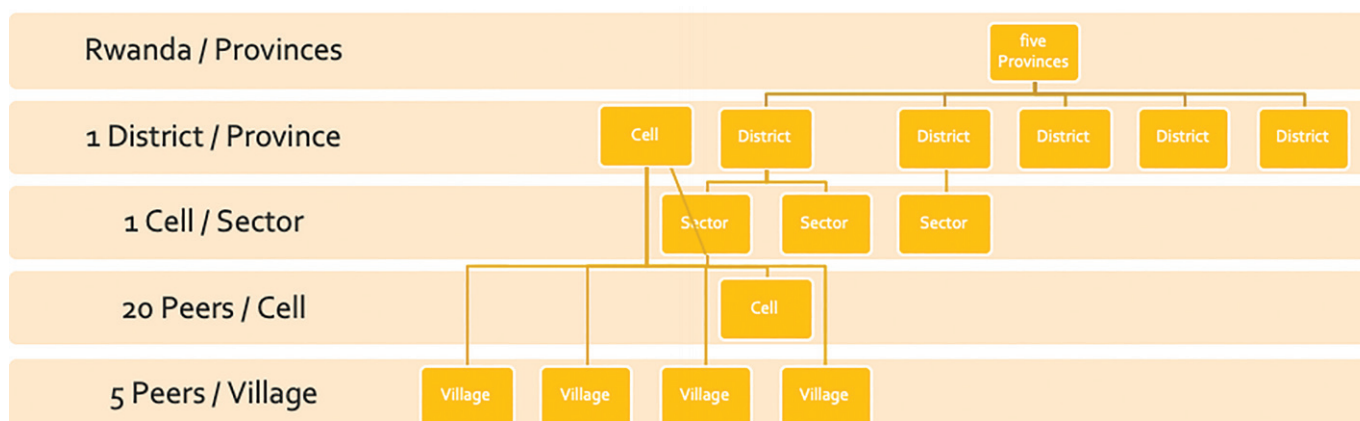 Rwanda / Provinces
five
Provinces
1 District / Province
Cell
District
District
District
District
District
1 Cell / Sector
Sector
Sector
Sector
20 Peers / Cell
Cell
5 Peers / Village
Village
Village
Village
Village